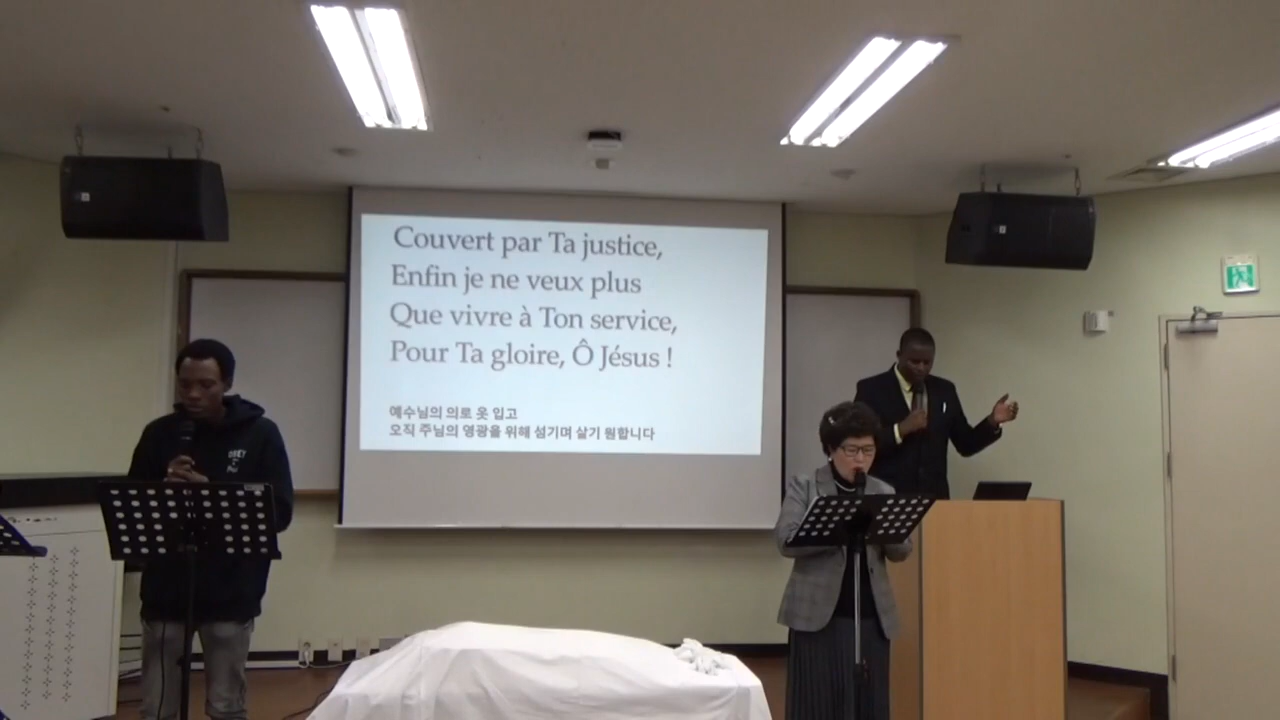 Couvert par Ta justice,
Enfin je ne veux plus
Que vivre à Ton service,
Pour Ta gloire, Ô Jésus !
예수님의 의로 옷 입고
오직 주님의 영광을 위해 섬기며 살기 원합니다
OBEY